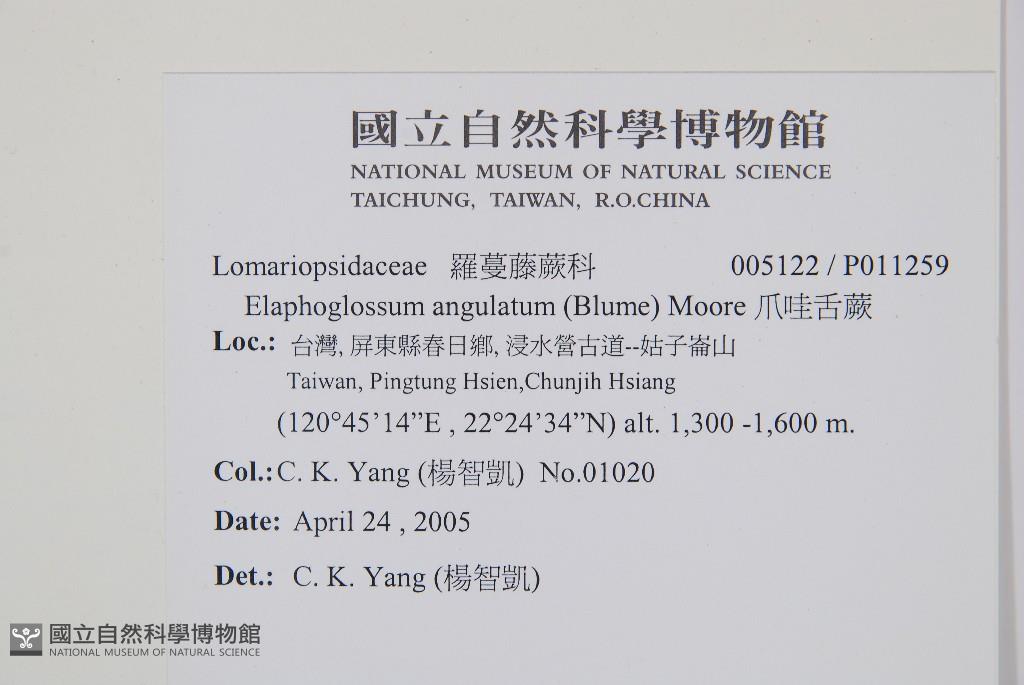 國立自然科學博物館
NATIONAL MUSEUM OF NATURAL SCIENCE
TAICHUNG, TAIWAN, R.O.CHINA
Lomariopsidaceae 羅蔓藤蕨科 005122 / P011259
Elaphoglossum angulatum (Blume) Moore 爪哇舌蕨
Loc.: 台灣, 屏東縣春日鄉, 浸水營古道--姑子崙山
Taiwan, Pingtung Hsien,Chunjih Hsiang
(120°45’14”E , 22°24’34”N) alt. 1,300 -1,600 m.
Col.: C. K. Yang (楊智凱) No.01020
Date: April 24 , 2005
Det.: C. K. Yang (楊智凱)
國立自然科學博物館
NATIONAL MUSEUM OF NATURAL SCIENCE